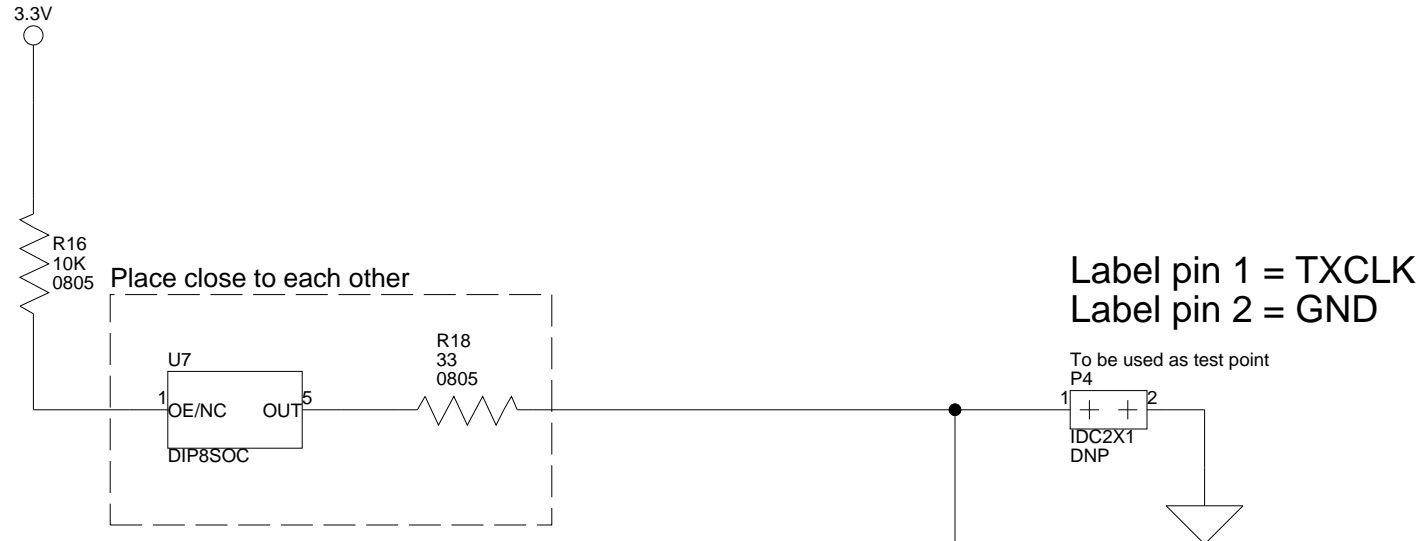 3.3V
R16
10K
0805
Place close to each other
U7
1
OE/NC
OUT
5
DIP8SOC
R18
33
0805
Label pin 1 = TXCLK
Label pin 2 = GND
To be used as test point
P4
1
2
IDC2X1
DNP